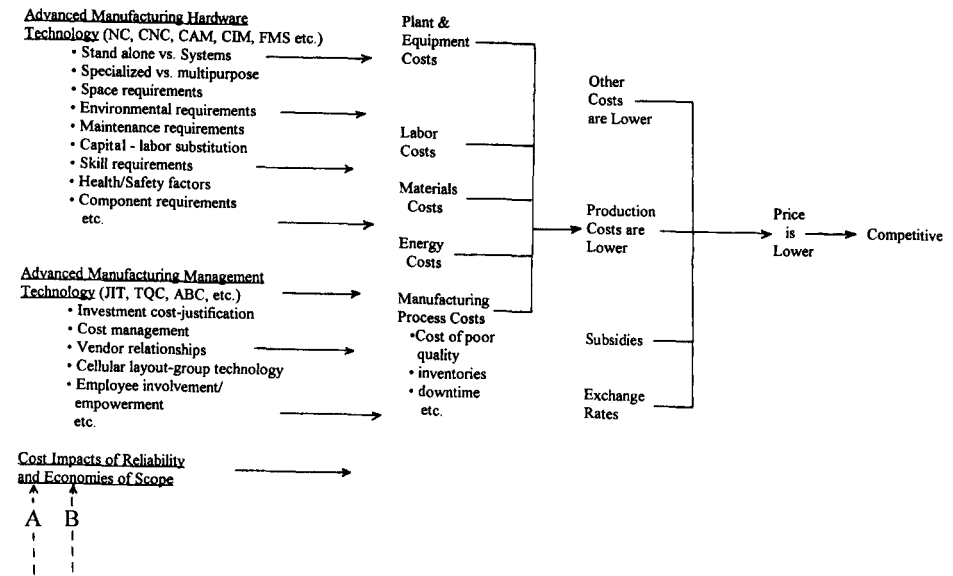 Advanced Manufacturing Hardware
Technology (NC, CNC, CAM, CIM, FMS etc.)
• Stand alone vs. Systems
• Specialized vs. multipurpose
• Space requirements
• Environmental requirements
• Maintenance requirements
• Capital - labor substitution
• Skill requirements
• Health/Safety factors
• Component requirements
etc.
Advanced Manufacturing Management
Technology (JIT, TQC, ABC, etc.)
• Investment cost-justification
• Cost management
• Vendor relationships
• Cellular layout-group technology
• Employee involvement/
empowerment
etc.
Cost Impacts of Reliability
and Economies of Scope
A B
Plant &
Equipment
Costs
Labor
Costs
Materials
Costs
Energy
Costs
Manufacturing
Process Costs
•Cost of poor
quality
• inventories
• downtime
etc.
Other
Costs
are Lower
Production
Costs are
Lower
Subsidies
Exchange
Rates
Price
is
Lower
Competitive